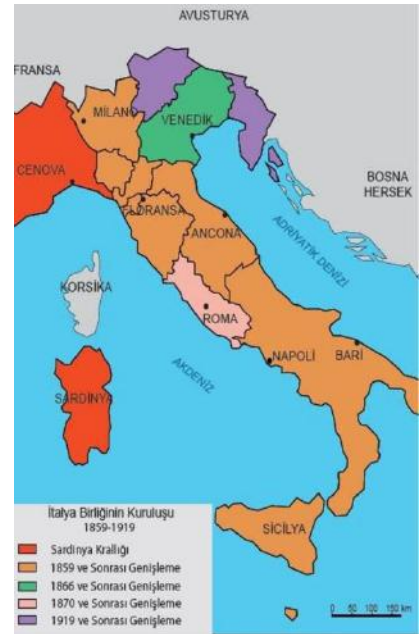 AVUSTURYA
FRANSA
MİLANO
VENEDİK
CENOVA
BOSNA
HERSEK
FLORANSA
ANCONA
ADRİYATİK DENİZİ
KORSİKA
ROMA
NAPOLİ
BARİ
AKDENİZ
SARDİNYA
SİCİLYA
İtalya Birliğinin Kuruluşu
1859-1919
Sardinya Krallığı
1859 ve Sonrası Genişleme
1866 ve Sonrası Genişleme
1870 ve Sonrası Genişleme
1919 ve Sonrası Genişleme
0 50 100 150 km